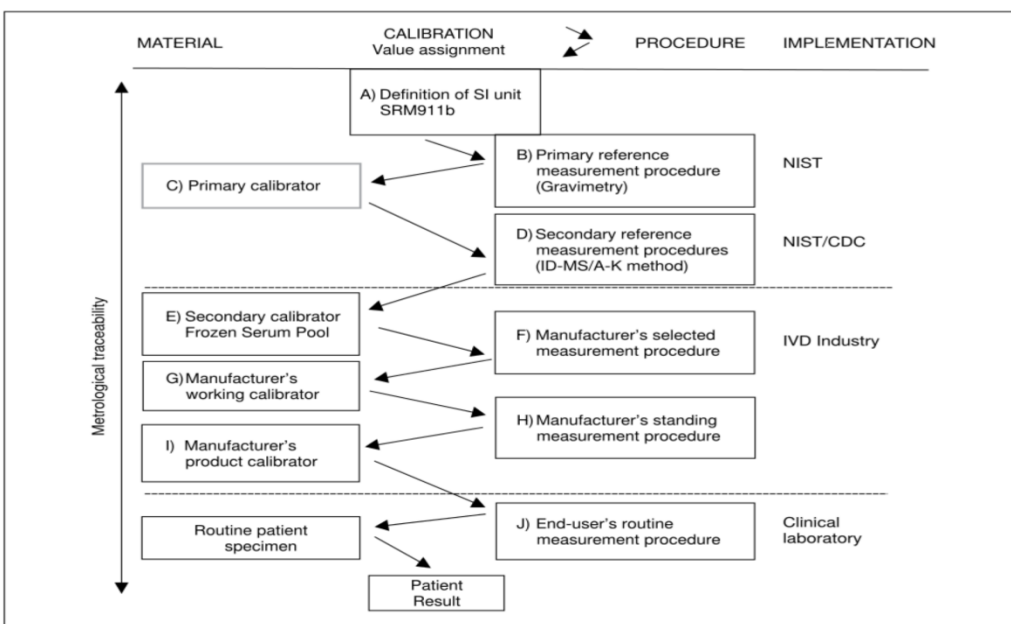 MATERIAL
CALIBRATION
Value assignment
PROCEDURE
IMPLEMENTATION
A) Definition of SI unit
SRM911b
B) Primary reference
measurement procedure
(Gravimetry)
NIST
C) Primary calibrator
D) Secondary reference
measurement procedures
(ID-MS/A-K method)
NIST/CDC
E) Secondary calibrator
Frozen Serum Pool
F) Manufacturer's selected
measurement procedure
IVD Industry
G) Manufacturer's
working calibrator
H) Manufacturer's standing
measurement procedure
I) Manufacturer's
product calibrator
Routine patient
specimen
J) End-user's routine
measurement procedure
Clinical
laboratory
Patient
Result
Metrological traceability